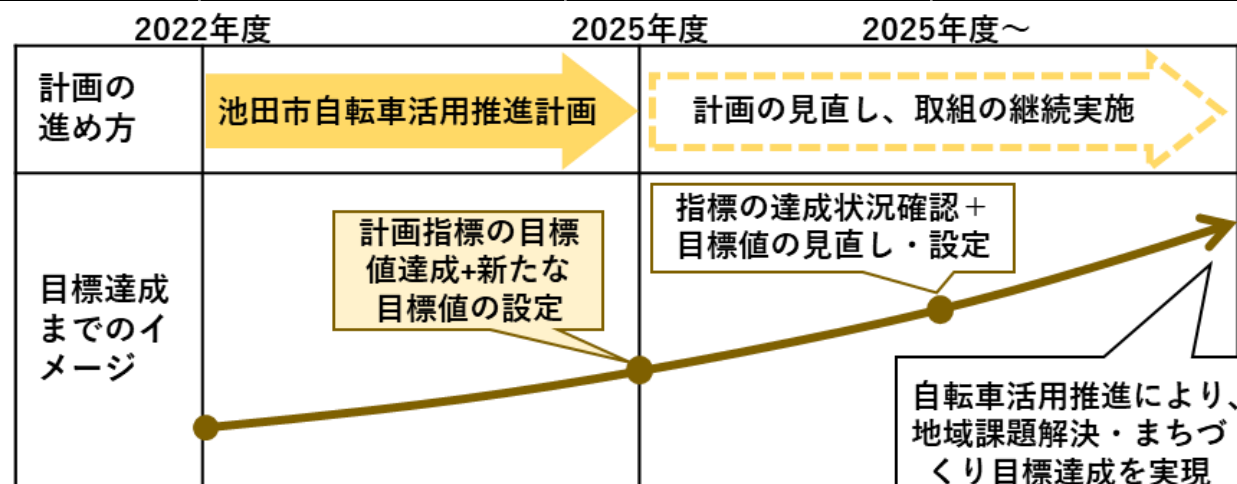 2022年度
2025年度
2025年度～
計画の
進め方
池田市自転車活用推進計画
計画の見直し、取組の継続実施
目標達成
までのイ
メージ
計画指標の目標
値達成+新たな
目標値の設定
指標の達成状況確認＋
目標値の見直し・設定
自転車活用推進により、
地域課題解決・まちづ
くり目標達成を実現